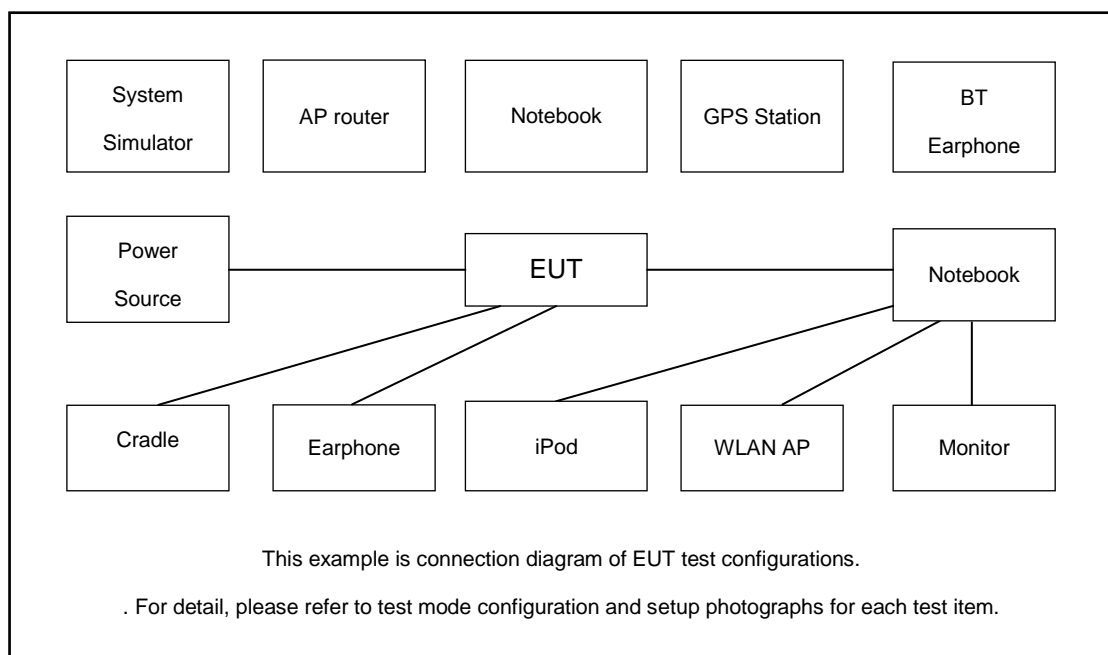 System
Simulator
AP router
Notebook
GPS Station
BT
Earphone
Power
Source
EUT
Notebook
Cradle
Earphone
iPod
WLAN AP
Monitor
This example is connection diagram of EUT test configurations.
. For detail, please refer to test mode configuration and setup photographs for each test item.